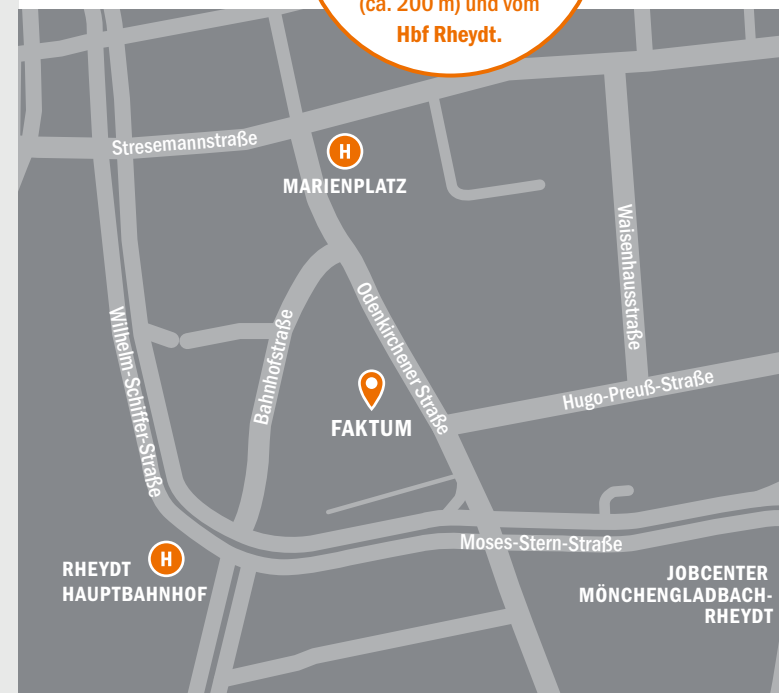 (ca. 200 m) und vom
Hbf Rheydt.
Stresemannstraße
H
MARIENPLATZ
Waisenhausstraße
Odenkirchener Straße
Wilhelm-Schiffer-Straße
Bahnhofstraße
Hugo-Preuß-Straße
FAKTUM
Moses-Stern-Straße
RHEYDT
HAUPTBAHNHOF
H
JOBCENTER
MÖNCHENGLADBACH-
RHEYDT